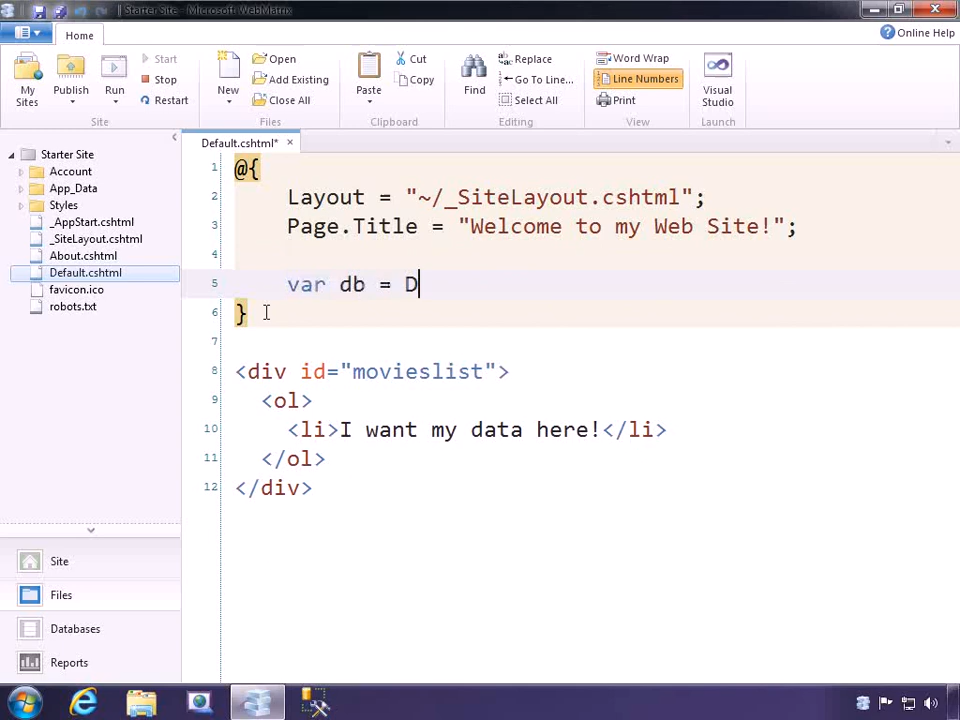 Starter Site - Microsoft WebMatrix
Home
Online Help
My Sites
Publish
Run
Start
Stop
Restart
Site
New
Open
Add Existing
Close All
Files
Paste
Cut
Copy
Clipboard
Find
Replace
Go To Line...
Select All
Editing
Word Wrap
Line Numbers
Print
View
Visual Studio
Launch
Starter Site
Account
App_Data
Styles
_AppStart.cshtml
_SiteLayout.cshtml
About.cshtml
Default.cshtml
favicon.ico
robots.txt
Site
Files
Databases
Reports
Default.cshtml* ×
1 @{
2 Layout = "~/_SiteLayout.cshtml";
3 Page.Title = "Welcome to my Web Site!";
4
5 var db = D
6 }
7
8 <div id="movieslist">
9 <ol>
10 <li>I want my data here!</li>
11 </ol>
12 </div>